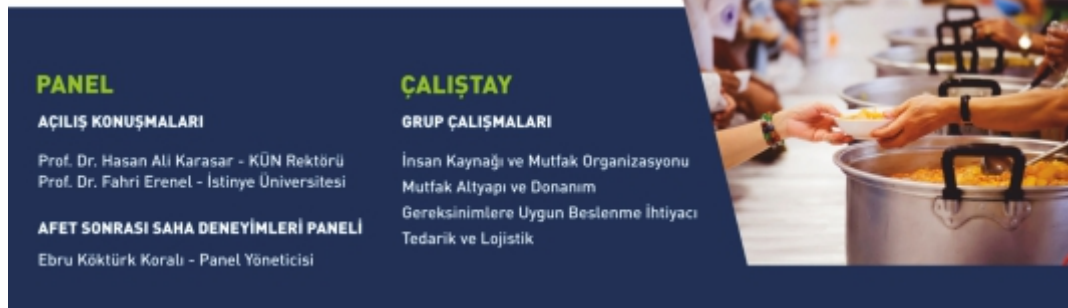 PANEL
AÇILIŞ KONUŞMALARI
Prof. Dr. Hasan Ali Karasar - KÜN Rektörü
Prof. Dr. Fahri Erenel - İstinye Üniversitesi
AFET SONRASI SAHA DENEYİMLERİ PANELİ
Ebru Köktürk Koralı - Panel Yöneticisi
ÇALIŞTAY
GRUP ÇALIŞMALARI
İnsan Kaynağı ve Mutfak Organizasyonu
Mutfak Altyapı ve Donanım
Gereksinimlere Uygun Beslenme İhtiyacı
Tedarik ve Lojistik